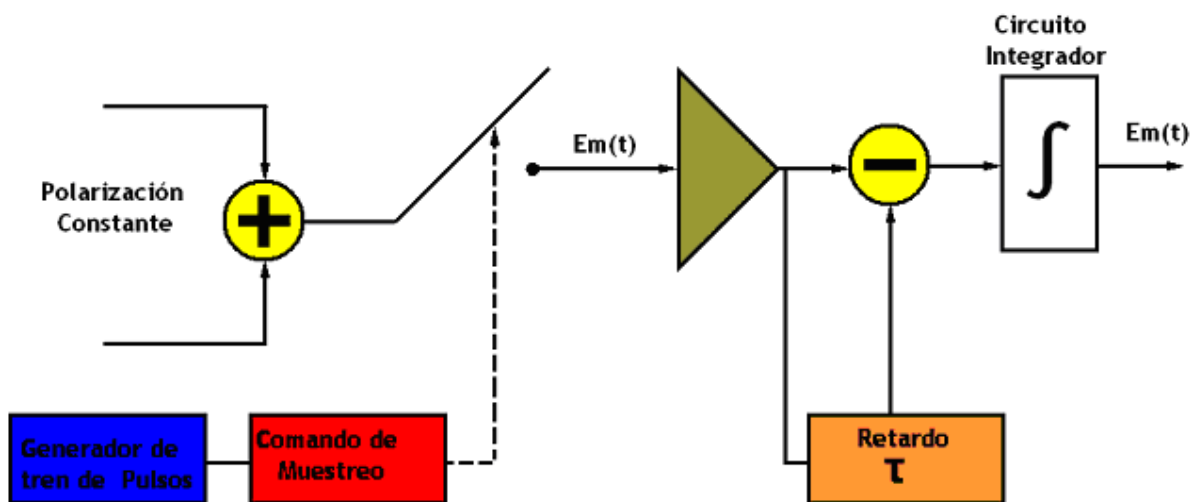 Circuito
Integrador
Em(t)
Em(t)
Polarización
Constante
∫
Generador de
tren de Pulsos
Comando de
Muestreo
Retardo
τ